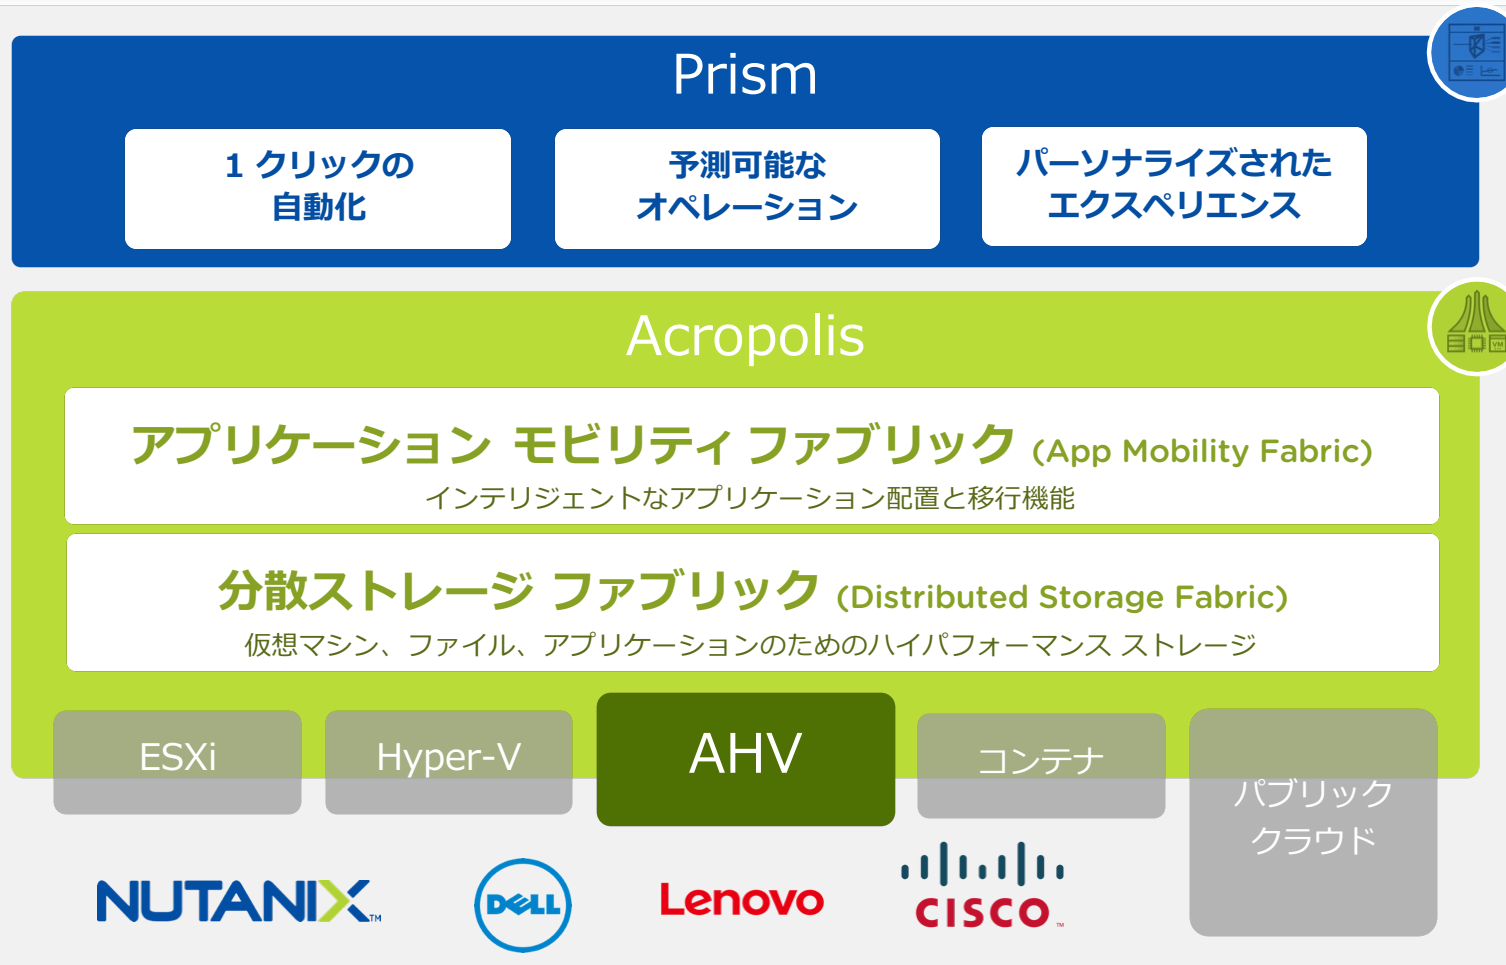 Prism
1 クリックの
自動化
予測可能な
オペレーション
パーソナライズされた
エクスペリエンス
Acropolis
VM
アプリケーション モビリティ ファブリック (App Mobility Fabric)
インテリジェントなアプリケーション配置と移行機能
分散ストレージ ファブリック (Distributed Storage Fabric)
仮想マシン、ファイル、アプリケーションのためのハイパフォーマンス ストレージ
ESXi
Hyper-V
AHV
コンテナ
パブリック
クラウド
NUTANIX™
DELL
Lenovo
CISCO™